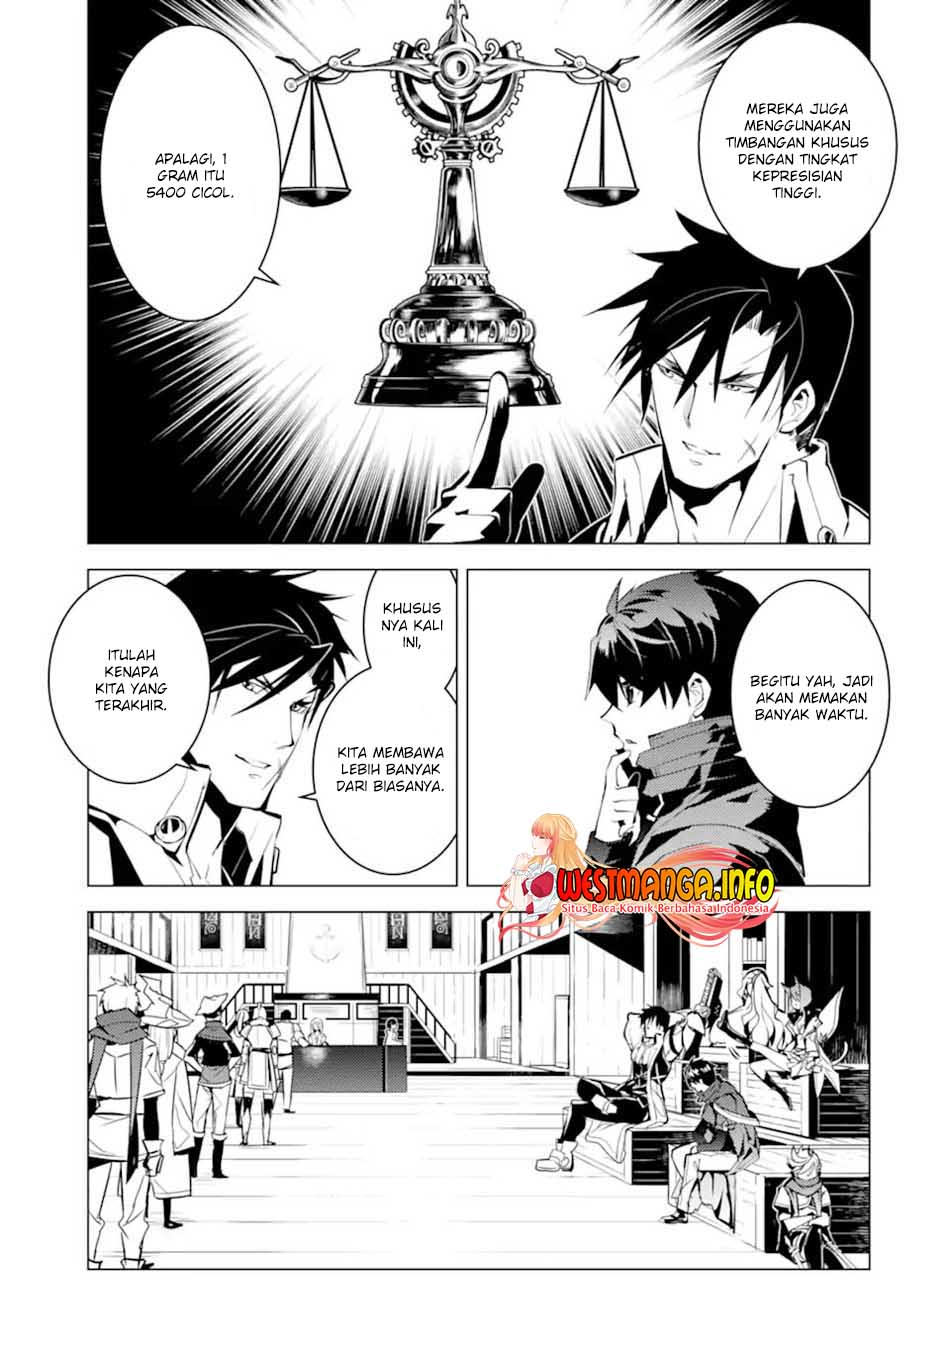 MEREKA JUGA
MENGGUNAKAN
TIMBANGAN KHUSUS
DENGAN TINGKAT
KEPRESISIAN
TINGGI.
APALAGI, 1
GRAM ITU
5400 CICOL.
BEGITU YAH, JADI
AKAN MEMAKAN
BANYAK WAKTU.
KHUSUS
NYA KALI
INI,
KITA MEMBAWA
LEBIH BANYAK
DARI BIASANYA.
ITULAH
KENAPA
KITA YANG
TERAKHIR.
WESTMANGA.INFO
Situs Baca Komik Berbahasa Indonesia